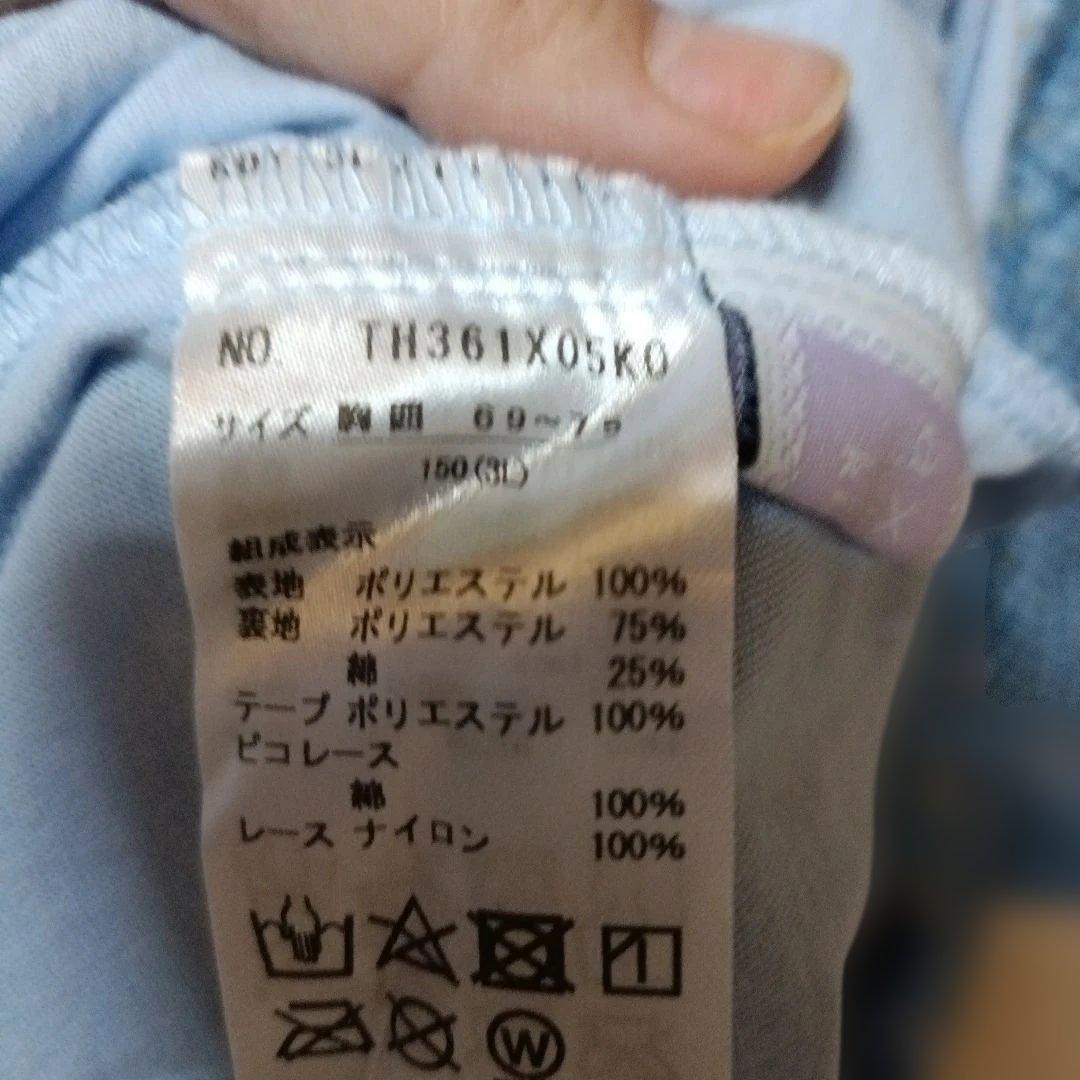 NO. TH361X05KO
サイズ 胸囲 69~75
150(3L)
組成表示
表地 ポリエステル 100%
裏地 ポリエステル 75%
綿 25%
テープ ポリエステル 100%
ピコレース
綿 100%
レース ナイロン 100%
W